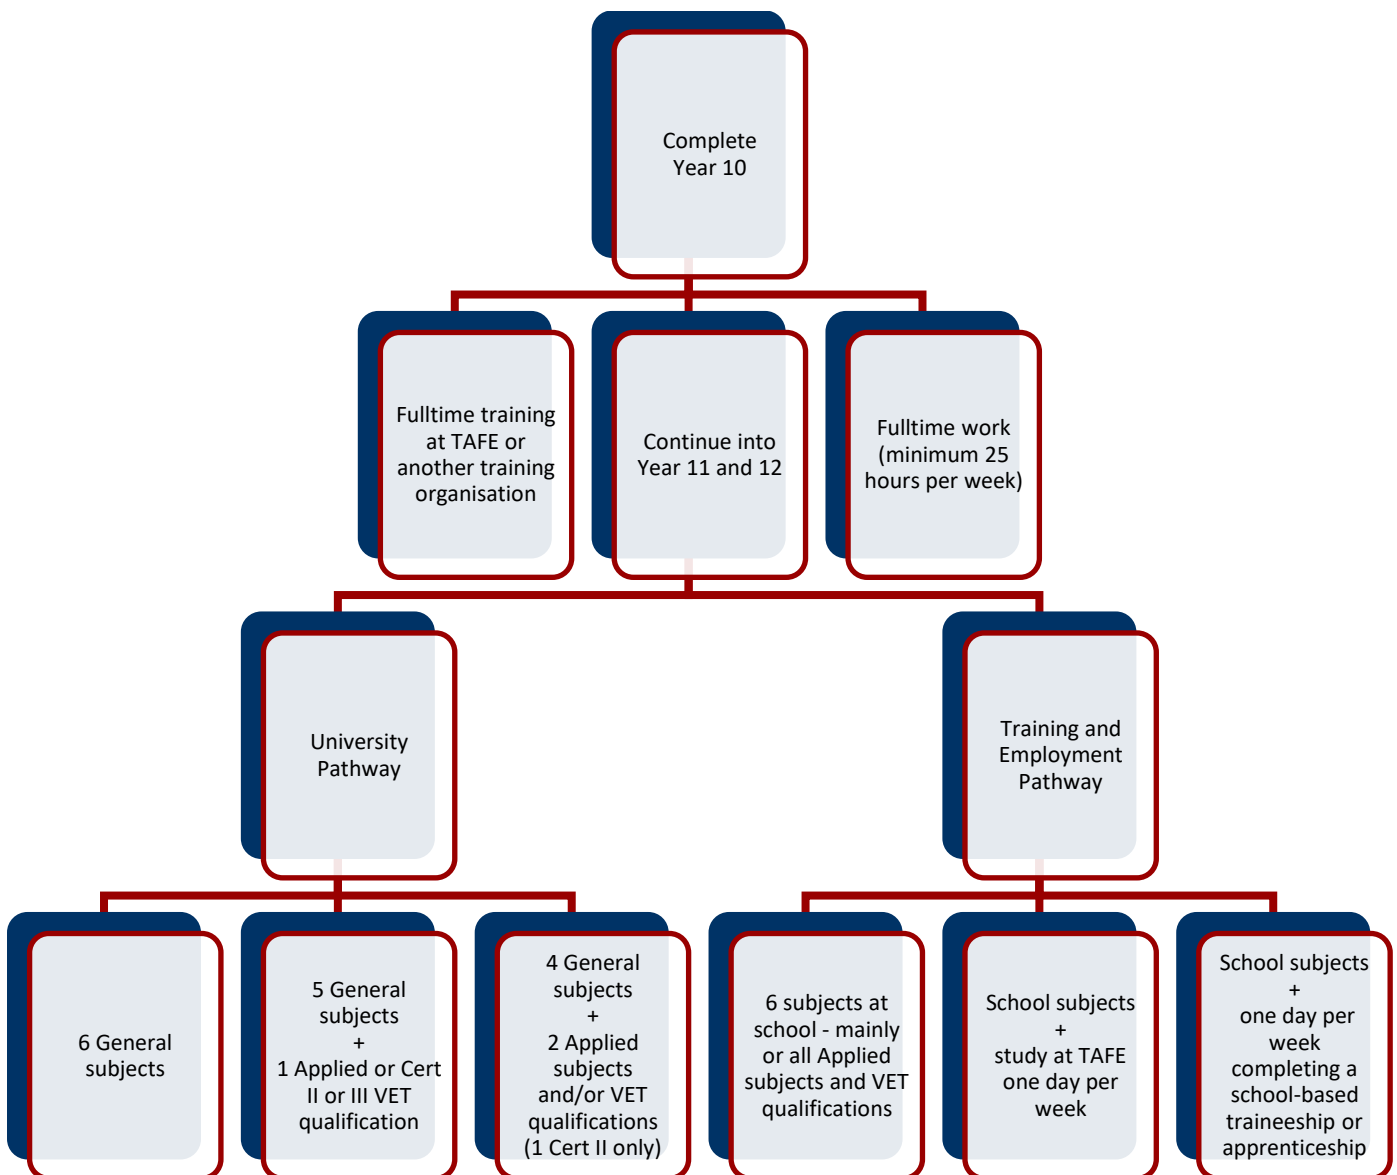 Complete
Year 10
Fulltime training
at TAFE or
another training
organisation
Continue into
Year 11 and 12
Fulltime work
(minimum 25
hours per week)
University
Pathway
Training and
Employment
Pathway
6 General
subjects
5 General
subjects
+
1 Applied or Cert
II or III VET
qualification
4 General
subjects
+
2 Applied
subjects
and/or VET
qualifications
(1 Cert II only)
6 subjects at
school - mainly
or all Applied
subjects and VET
qualifications
School subjects
+
study at TAFE
one day per
week
School subjects
+
one day per
week
completing a
school-based
traineeship or
apprenticeship